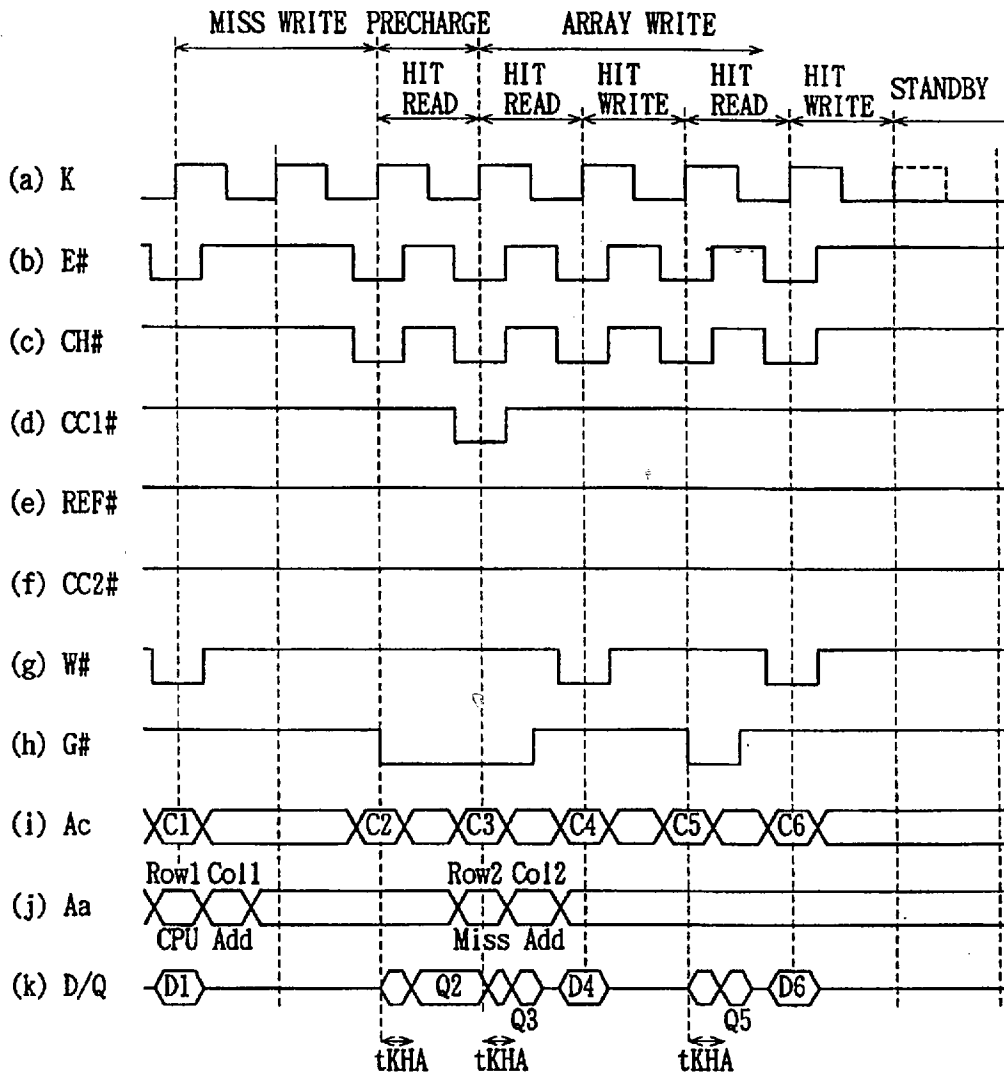 MISS WRITE PRECHARGE ARRAY WRITE
HIT READ HIT READ HIT WRITE HIT READ HIT WRITE STANDBY
(a) K
(b) E#
(c) CH#
(d) CC1#
(e) REF#
(f) CC2#
(g) W#
(h) G#
(i) Ac C1 C2 C3 C4 C5 C6
Row1 Col1 Row2 Col2
(j) Aa
CPU Add Miss Add
(k) D/Q D1 Q2 D4 D6
Q3 Q5
tKHA tKHA tKHA